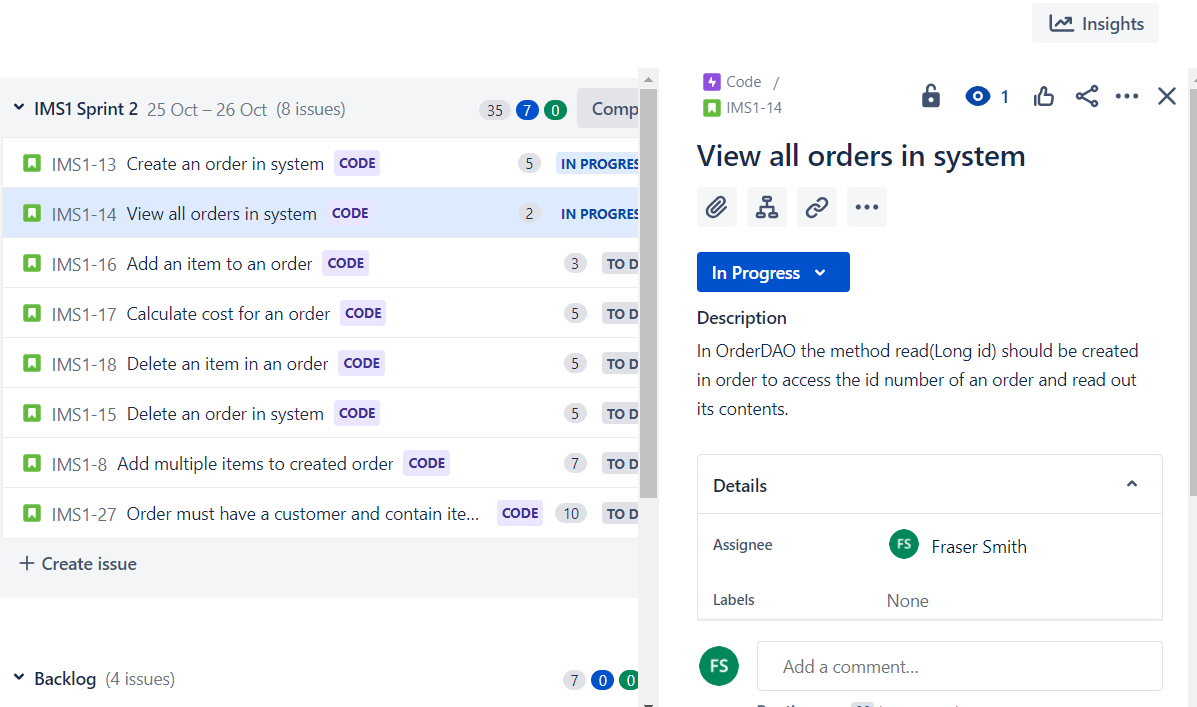 Insights
IMS1 Sprint 2 25 Oct – 26 Oct (8 issues) 35 7 0 Comp
IMS1-13 Create an order in system CODE 5 IN PROGRES
IMS1-14 View all orders in system CODE 2 IN PROGRES
IMS1-16 Add an item to an order CODE 3 TO D
IMS1-17 Calculate cost for an order CODE 5 TO D
IMS1-18 Delete an item in an order CODE 5 TO D
IMS1-15 Delete an order in system CODE 5 TO D
IMS1-8 Add multiple items to created order CODE 7 TO D
IMS1-27 Order must have a customer and contain ite... CODE 10 TO D
+ Create issue
Backlog (4 issues) 7 0 0
Code /
IMS1-14
1
View all orders in system
In Progress
Description
In OrderDAO the method read(Long id) should be created
in order to access the id number of an order and read out
its contents.
Details
Assignee FS Fraser Smith
Labels None
FS Add a comment...